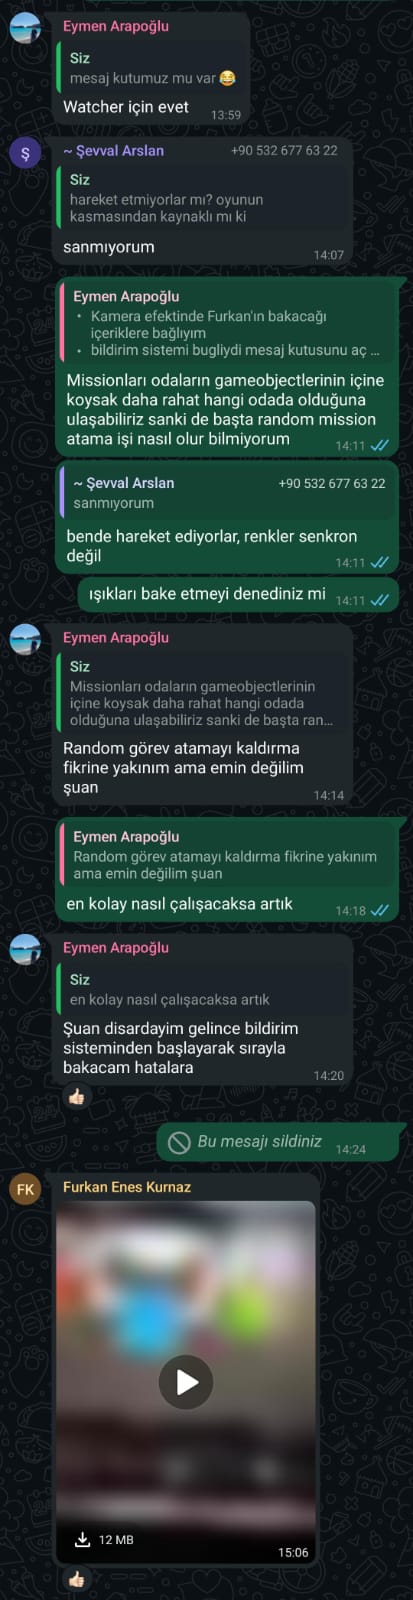 Eymen Arapoğlu
Siz
mesaj kutumuz mu var 😂
Watcher için evet
13:59
Ş
~ Şevval Arslan +90 532 677 63 22
Siz
hareket etmiyorlar mı? oyunun
kasmasından kaynaklı mı ki
sanmıyorum
14:07
Eymen Arapoğlu
• Kamera efektinde Furkan'ın bakacağı
içeriklere bağlıyım
• bildirim sistemi bugliydi mesaj kutusunu aç ...
Missionları odaların gameobjectlerinin içine
koysak daha rahat hangi odada olduğuna
ulaşabiliriz sanki de başta random mission
atama işi nasıl olur bilmiyorum
14:11
~ Şevval Arslan +90 532 677 63 22
sanmıyorum
bende hareket ediyorlar, renkler senkron
değil
14:11
ışıkları bake etmeyi denediniz mi 14:11
Eymen Arapoğlu
Siz
Missionları odaların gameobjectlerinin
içine koysak daha rahat hangi odada
olduğuna ulaşabiliriz sanki de başta ran...
Random görev atamayı kaldırma
fikrine yakınım ama emin değilim
şuan
14:14
Eymen Arapoğlu
Random görev atamayı kaldırma fikrine yakınım
ama emin değilim şuan
en kolay nasıl çalışacaksa artık
14:18
Eymen Arapoğlu
Siz
en kolay nasıl çalışacaksa artık
Şuan disardayim gelince bildirim
sisteminden başlayarak sırayla
bakacam hatalara
14:20
Bu mesajı sildiniz 14:24
FK
Furkan Enes Kurnaz
12 MB
15:06